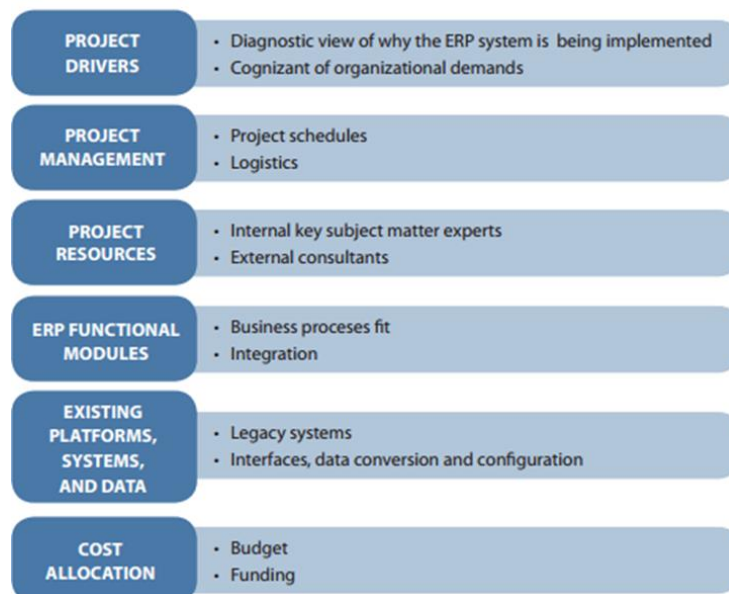 PROJECT
DRIVERS
• Diagnostic view of why the ERP system is being implemented
• Cognizant of organizational demands
PROJECT
MANAGEMENT
• Project schedules
• Logistics
PROJECT
RESOURCES
• Internal key subject matter experts
• External consultants
ERP FUNCTIONAL
MODULES
• Business proceses fit
• Integration
EXISTING
PLATFORMS,
SYSTEMS,
AND DATA
• Legacy systems
• Interfaces, data conversion and configuration
COST
ALLOCATION
• Budget
• Funding